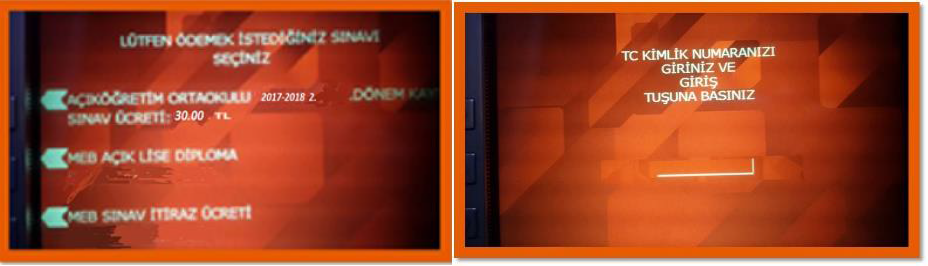 LÜTFEN ÖDEMEK İSTEDİĞİNİZ SINAVI
SEÇİNİZ
AÇIKÖĞRETİM ORTAOKULU 2017-2018 2. .DÖNEM KAY
SINAV ÜCRETİ: 30.00 TL
MEB AÇIK LİSE DİPLOMA
MEB SINAV İTİRAZ ÜCRETİ
TC KİMLİK NUMARANIZI
GİRİNİZ VE
GİRİŞ
TUŞUNA BASINIZ